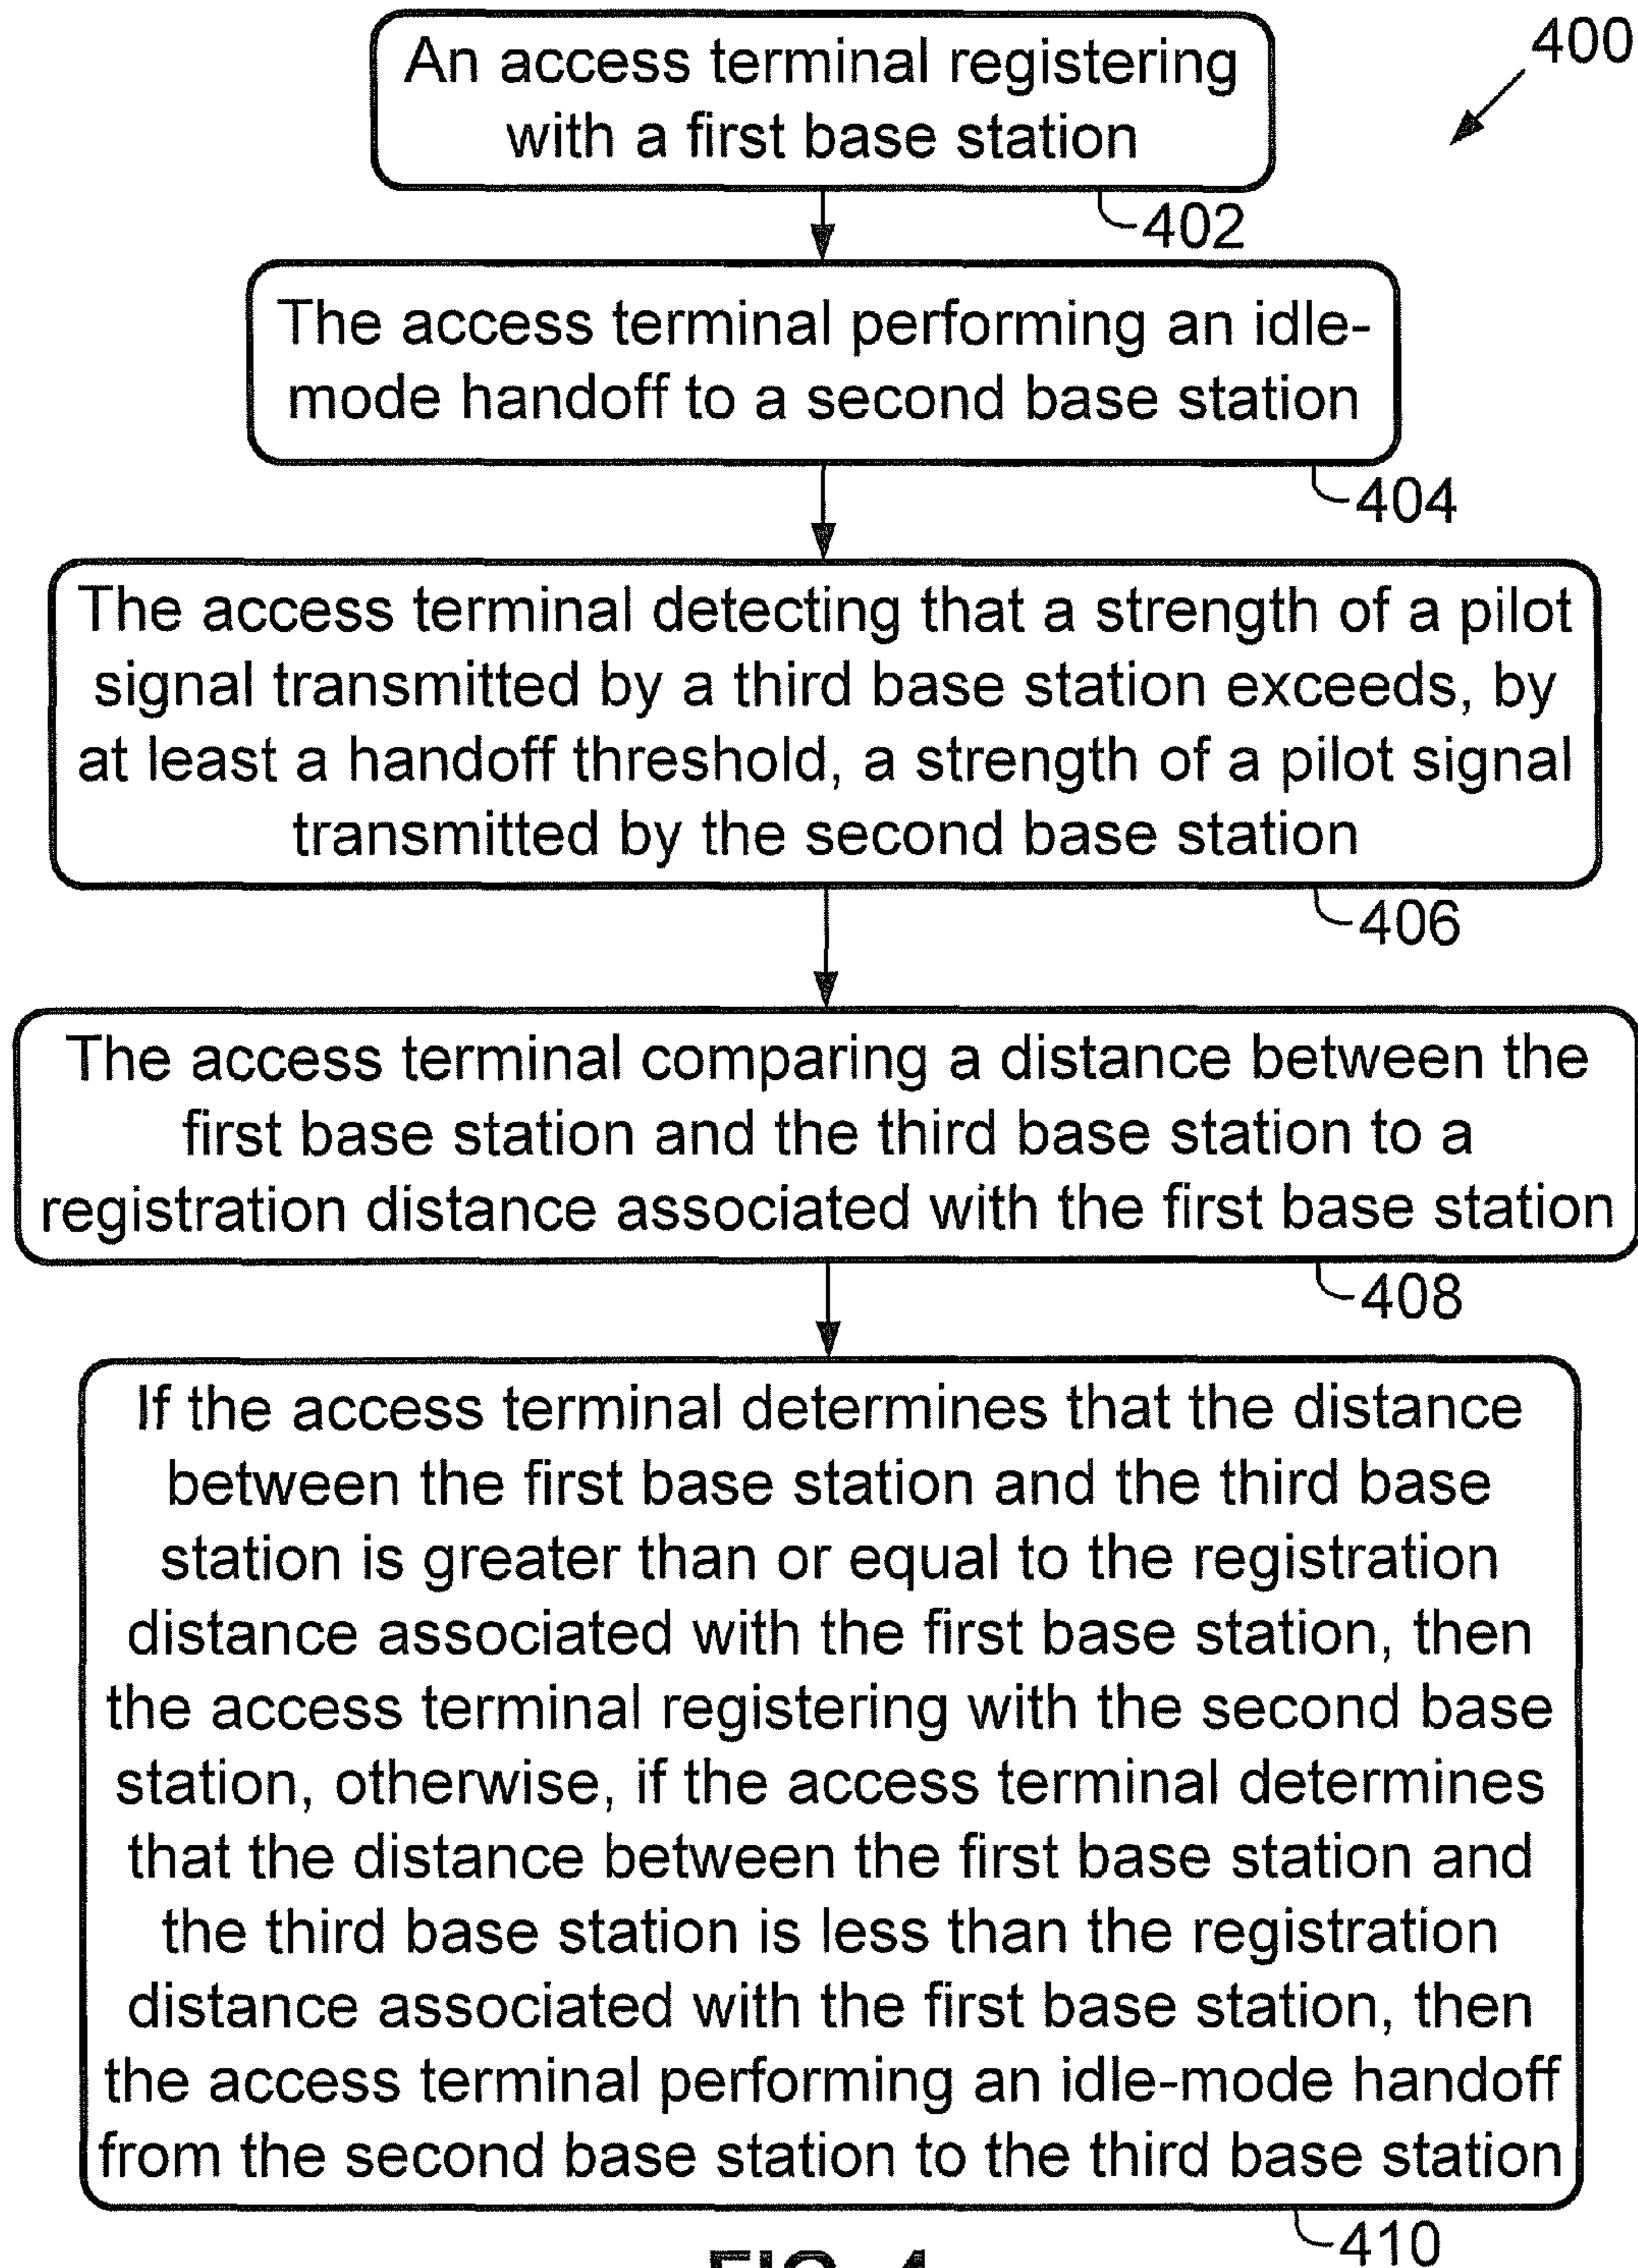 An access terminal registering
with a first base station
400
402
The access terminal performing an idle-
mode handoff to a second base station
404
The access terminal detecting that a strength of a pilot
signal transmitted by a third base station exceeds, by
at least a handoff threshold, a strength of a pilot signal
transmitted by the second base station
406
The access terminal comparing a distance between the
first base station and the third base station to a
registration distance associated with the first base station
408
If the access terminal determines that the distance
between the first base station and the third base
station is greater than or equal to the registration
distance associated with the first base station, then
the access terminal registering with the second base
station, otherwise, if the access terminal determines
that the distance between the first base station and
the third base station is less than the registration
distance associated with the first base station, then
the access terminal performing an idle-mode handoff
from the second base station to the third base station
410